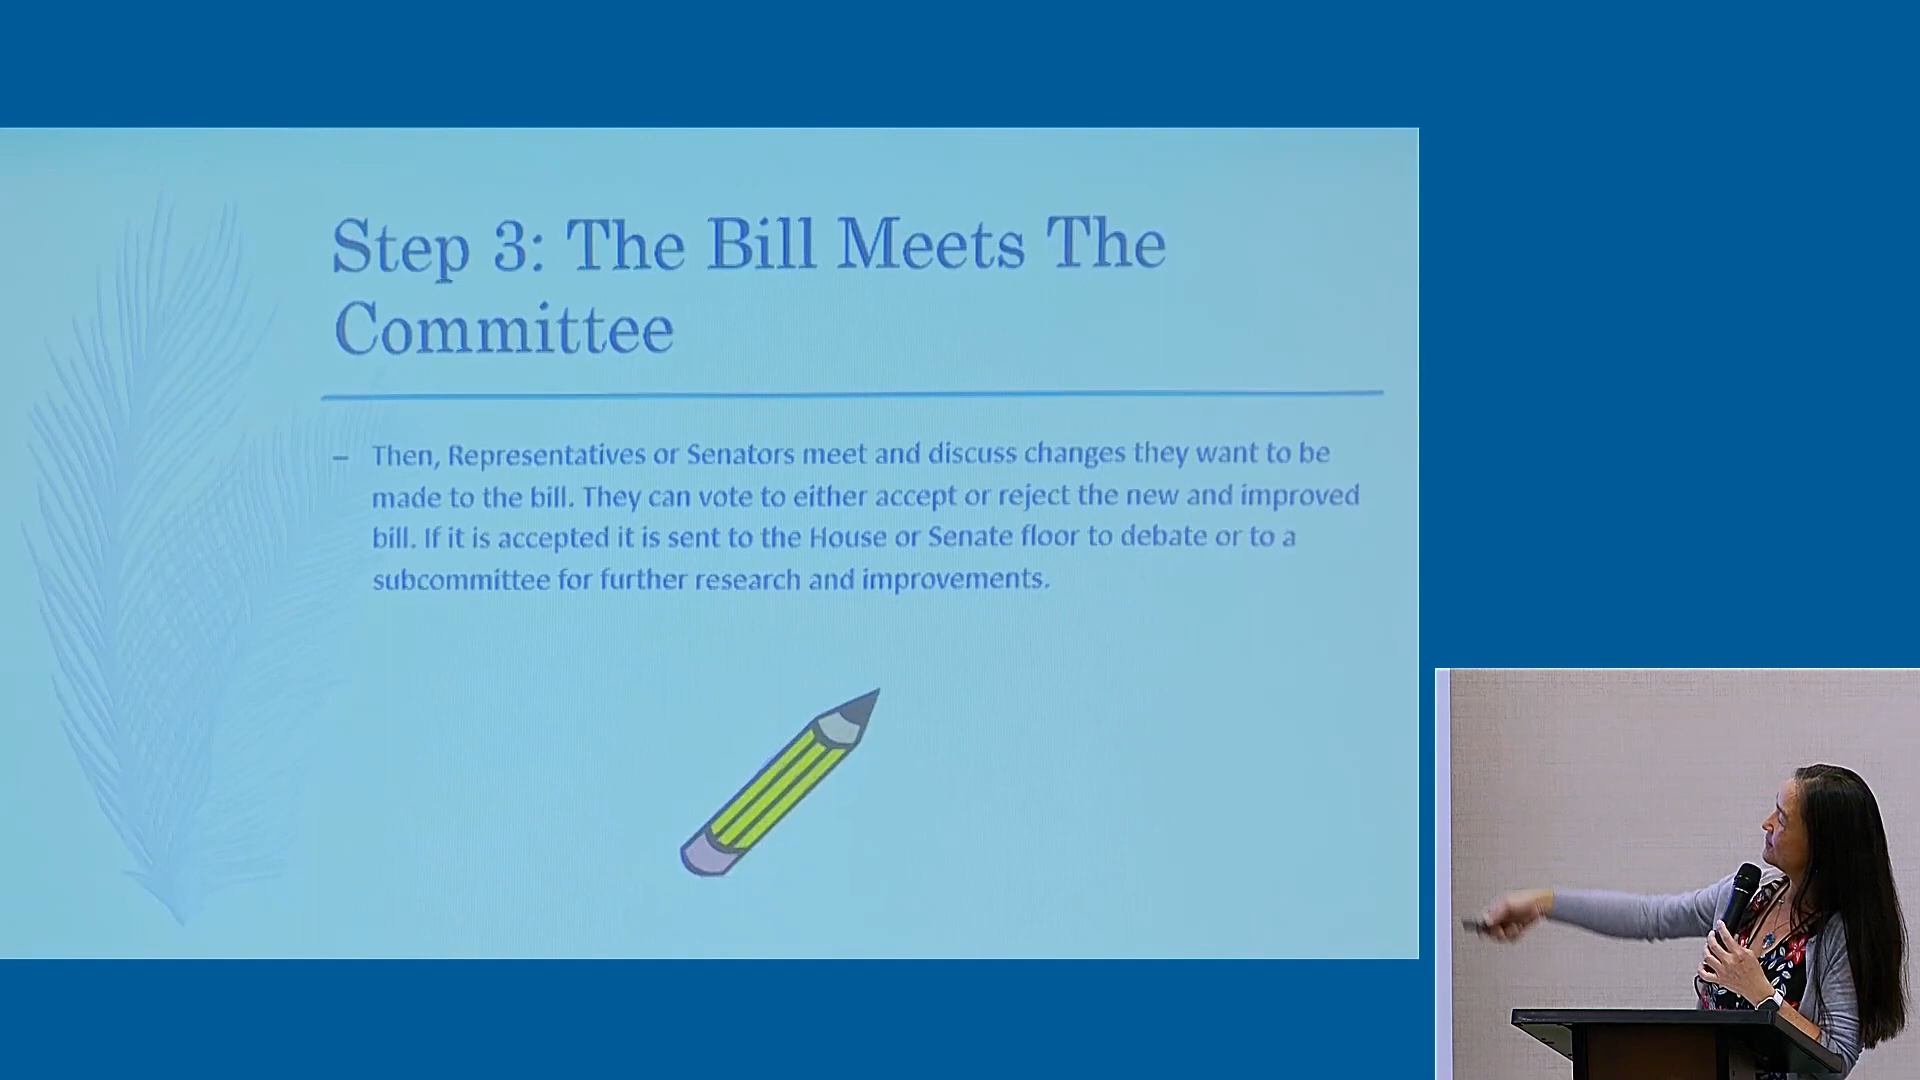 Step 3: The Bill Meets The
Committee
– Then, Representatives or Senators meet and discuss changes they want to be
made to the bill. They can vote to either accept or reject the new and improved
bill. If it is accepted it is sent to the House or Senate floor to debate or to a
subcommittee for further research and improvements.